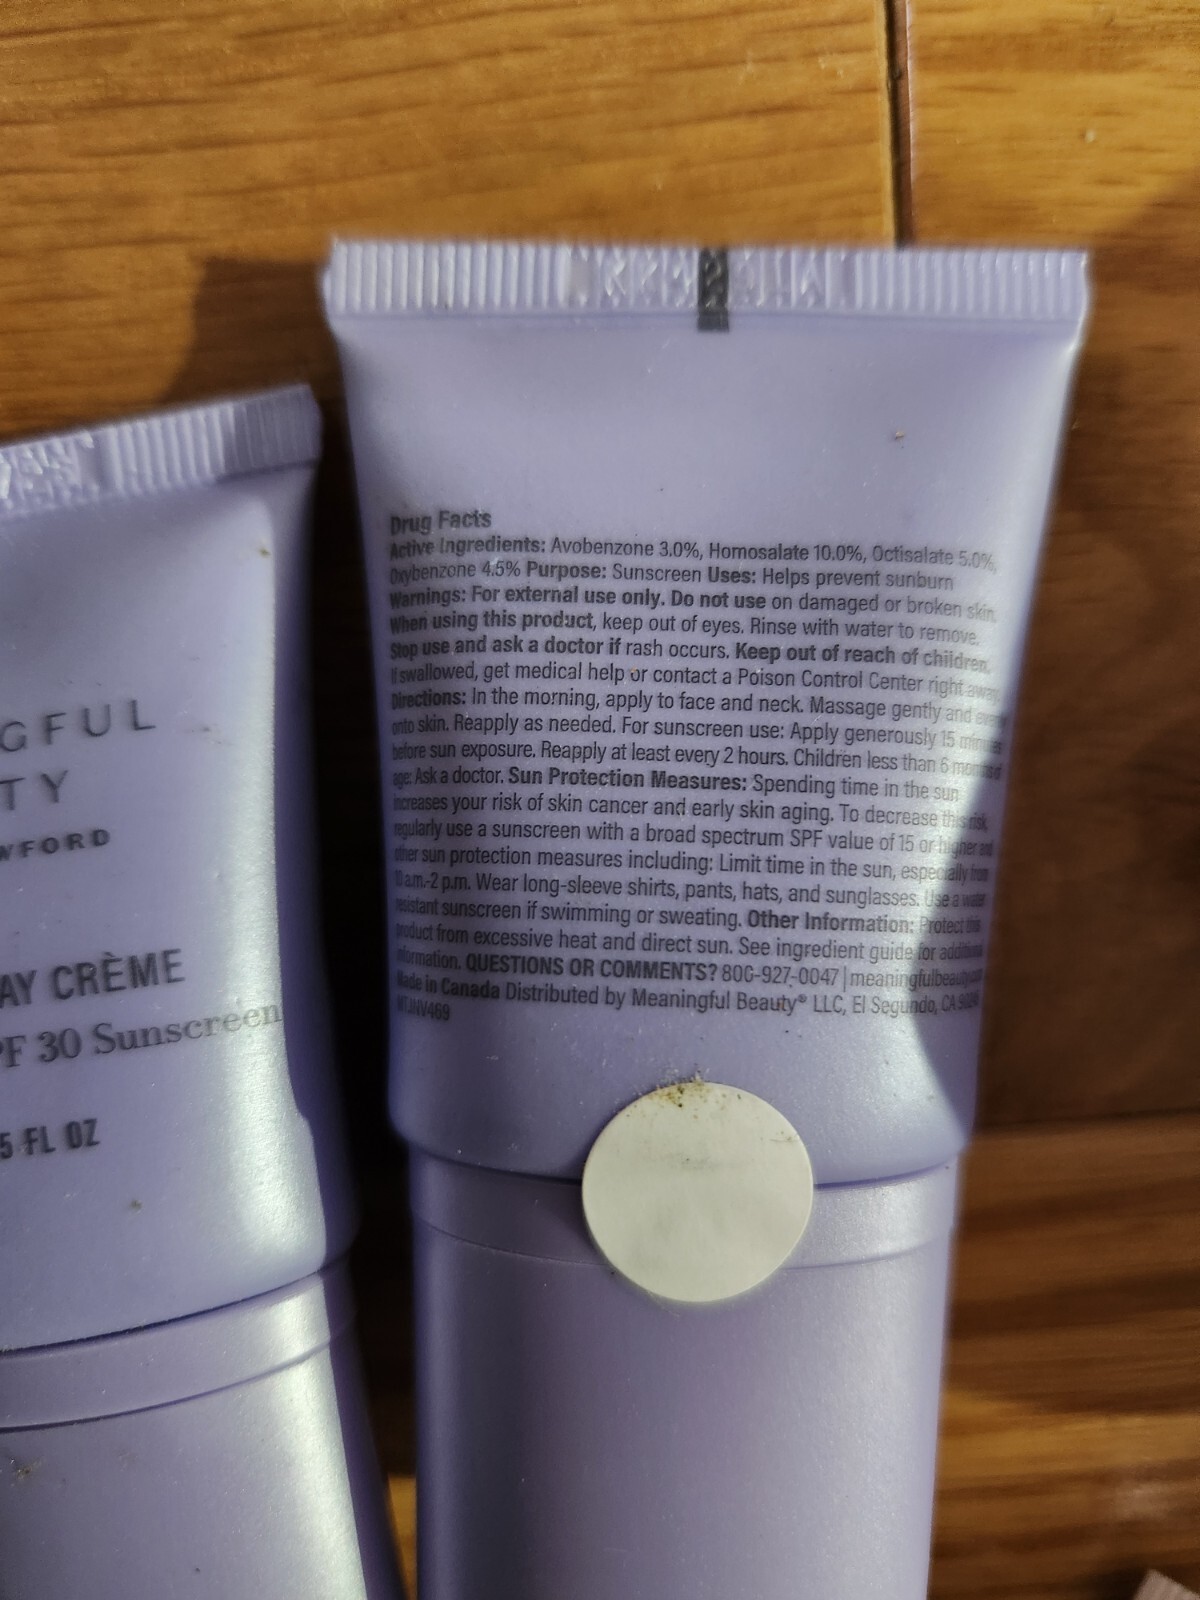 GFUL
TY
WFORD
AY CRÈME
PF 30 Sunscreen
5 FL OZ
Drug Facts
Active Ingredients: Avobenzone 3.0%, Homosalate 10.0%, Octisalate 5.0%,
Oxybenzone 4.5% Purpose: Sunscreen Uses: Helps prevent sunburn
Warnings: For external use only. Do not use on damaged or broken skin.
When using this product, keep out of eyes. Rinse with water to remove.
Stop use and ask a doctor if rash occurs. Keep out of reach of children.
If swallowed, get medical help or contact a Poison Control Center right away.
Directions: In the morning, apply to face and neck. Massage gently and
onto skin. Reapply as needed. For sunscreen use: Apply generously 15 minutes
before sun exposure. Reapply at least every 2 hours. Children less than 6 months of
age: Ask a doctor. Sun Protection Measures: Spending time in the sun
increases your risk of skin cancer and early skin aging. To decrease this risk,
regularly use a sunscreen with a broad spectrum SPF value of 15 or higher and
other sun protection measures including: Limit time in the sun, especially from
10 a.m.-2 p.m. Wear long-sleeve shirts, pants, hats, and sunglasses. Use a water
resistant sunscreen if swimming or sweating. Other Information: Protect this
product from excessive heat and direct sun. See ingredient guide for additional
information. QUESTIONS OR COMMENTS? 800-927-0047 | meaningfulbeauty.com
Made in Canada Distributed by Meaningful Beauty® LLC, El Segundo, CA
MTJNV469